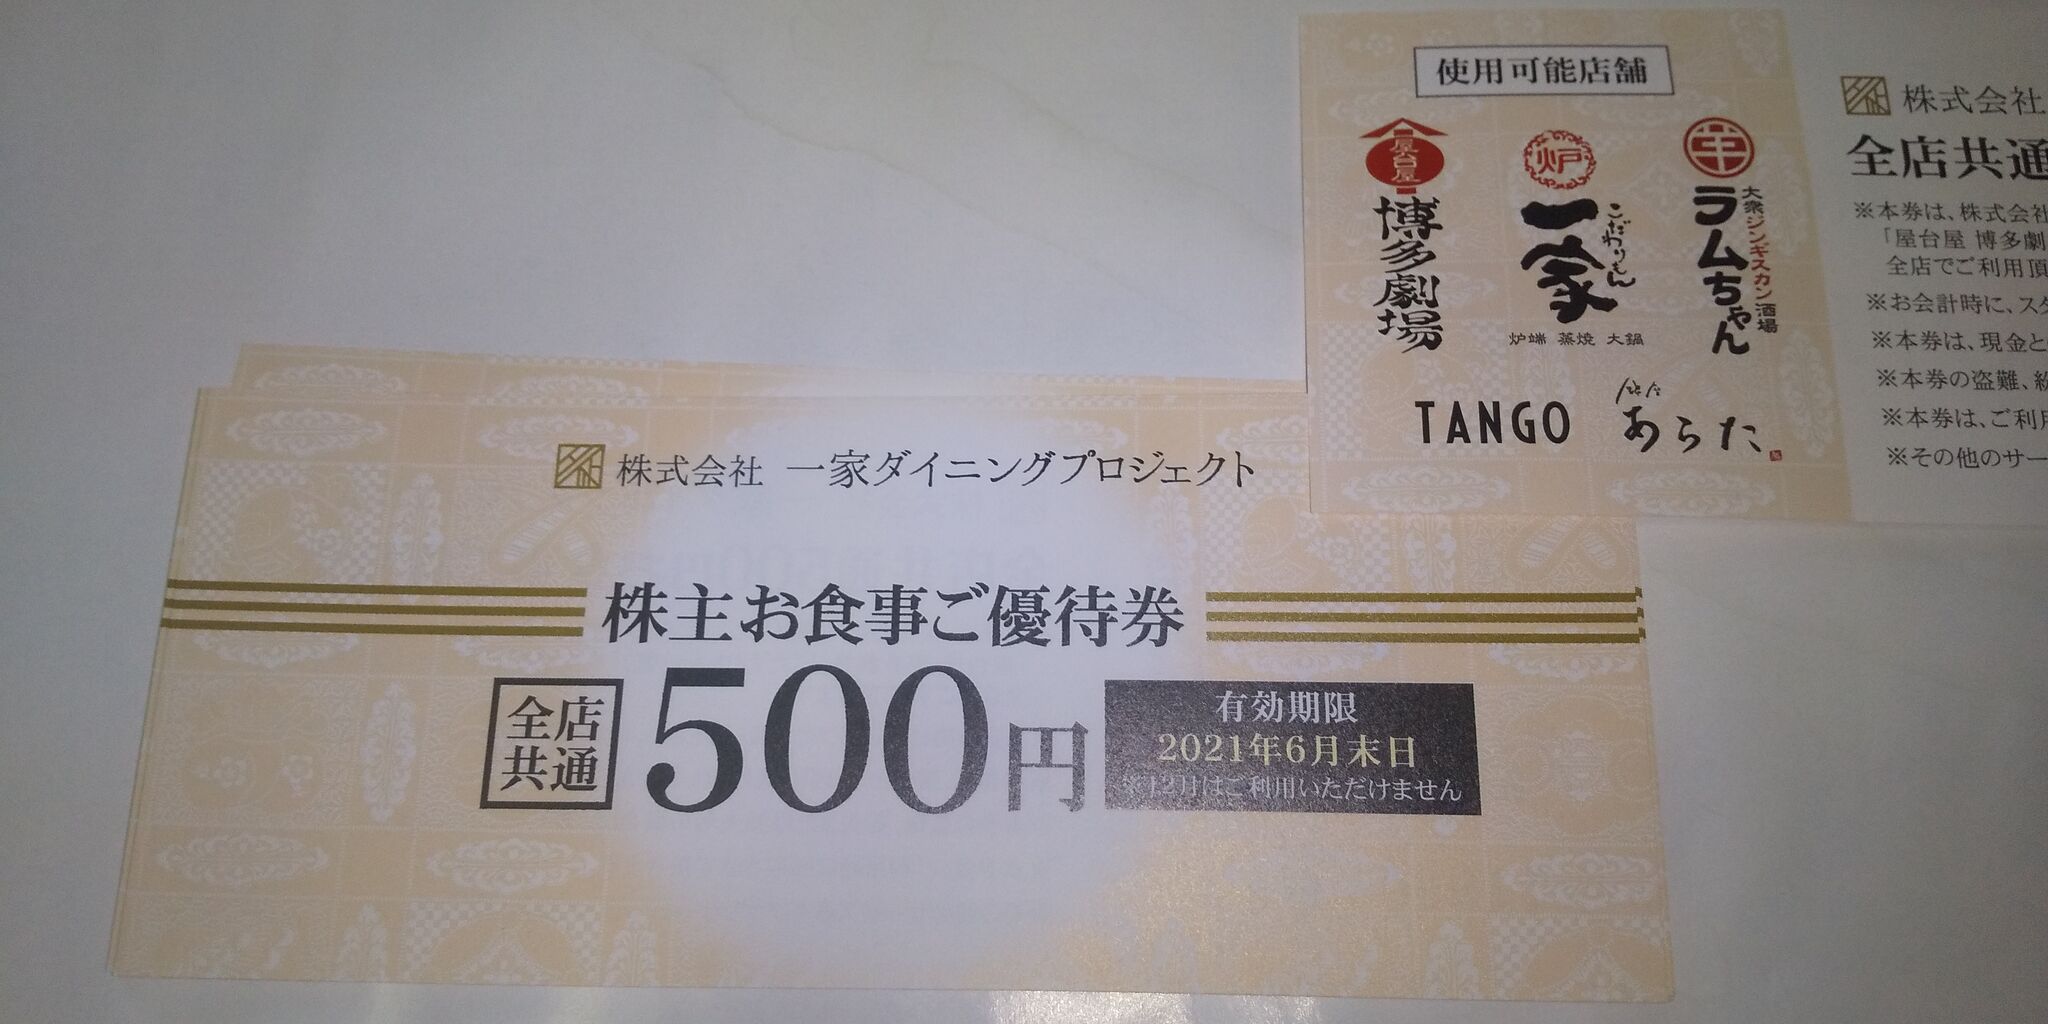 使用可能店舗
屋台屋
博多劇場
炉
こだわりもん
一家
炉端 蒸焼 大鍋
大衆ジンギスカン酒場
ラムちゃん
TANGO
あらた
あらた
株式会社
全店共通
※本券は、株式会社
「屋台屋 博多劇
全店でご利用頂
※お会計時に、スタ
※本券は、現金と
※本券の盗難、紛
※本券は、ご利用
※その他のサー
株式会社 一家ダイニングプロジェクト
株主お食事ご優待券
全店
共通
500円
有効期限
2021年6月末日
※12月はご利用いただけません